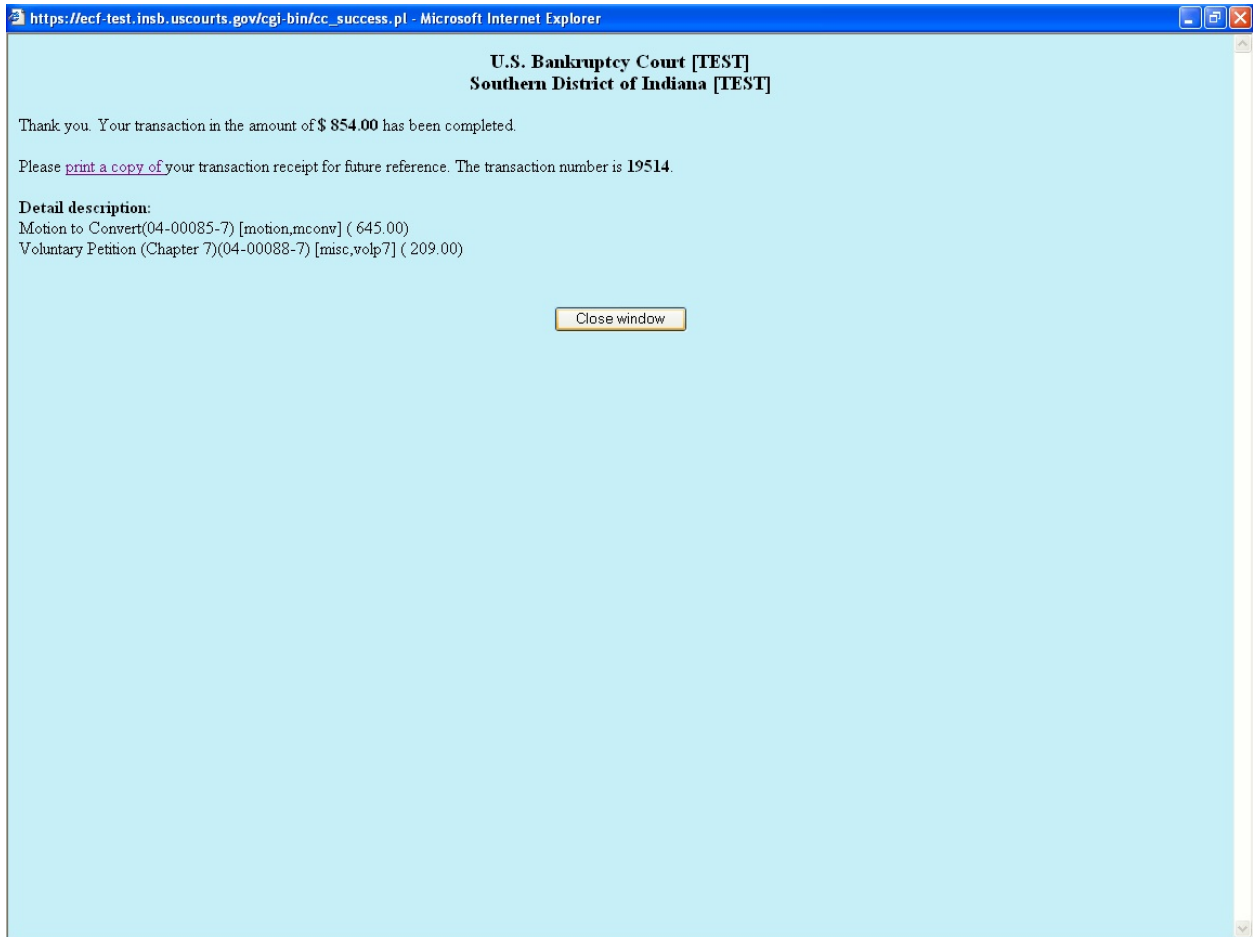 https://ecf-test.insb.uscourts.gov/cgi-bin/cc_success.pl - Microsoft Internet Explorer
U.S. Bankruptcy Court [TEST]
Southern District of Indiana [TEST]
Thank you. Your transaction in the amount of $ 854.00 has been completed.
Please print a copy of your transaction receipt for future reference. The transaction number is 19514.
Detail description:
Motion to Convert(04-00085-7) [motion,mconv] ( 645.00)
Voluntary Petition (Chapter 7)(04-00088-7) [misc,volp7] ( 209.00)
Close window